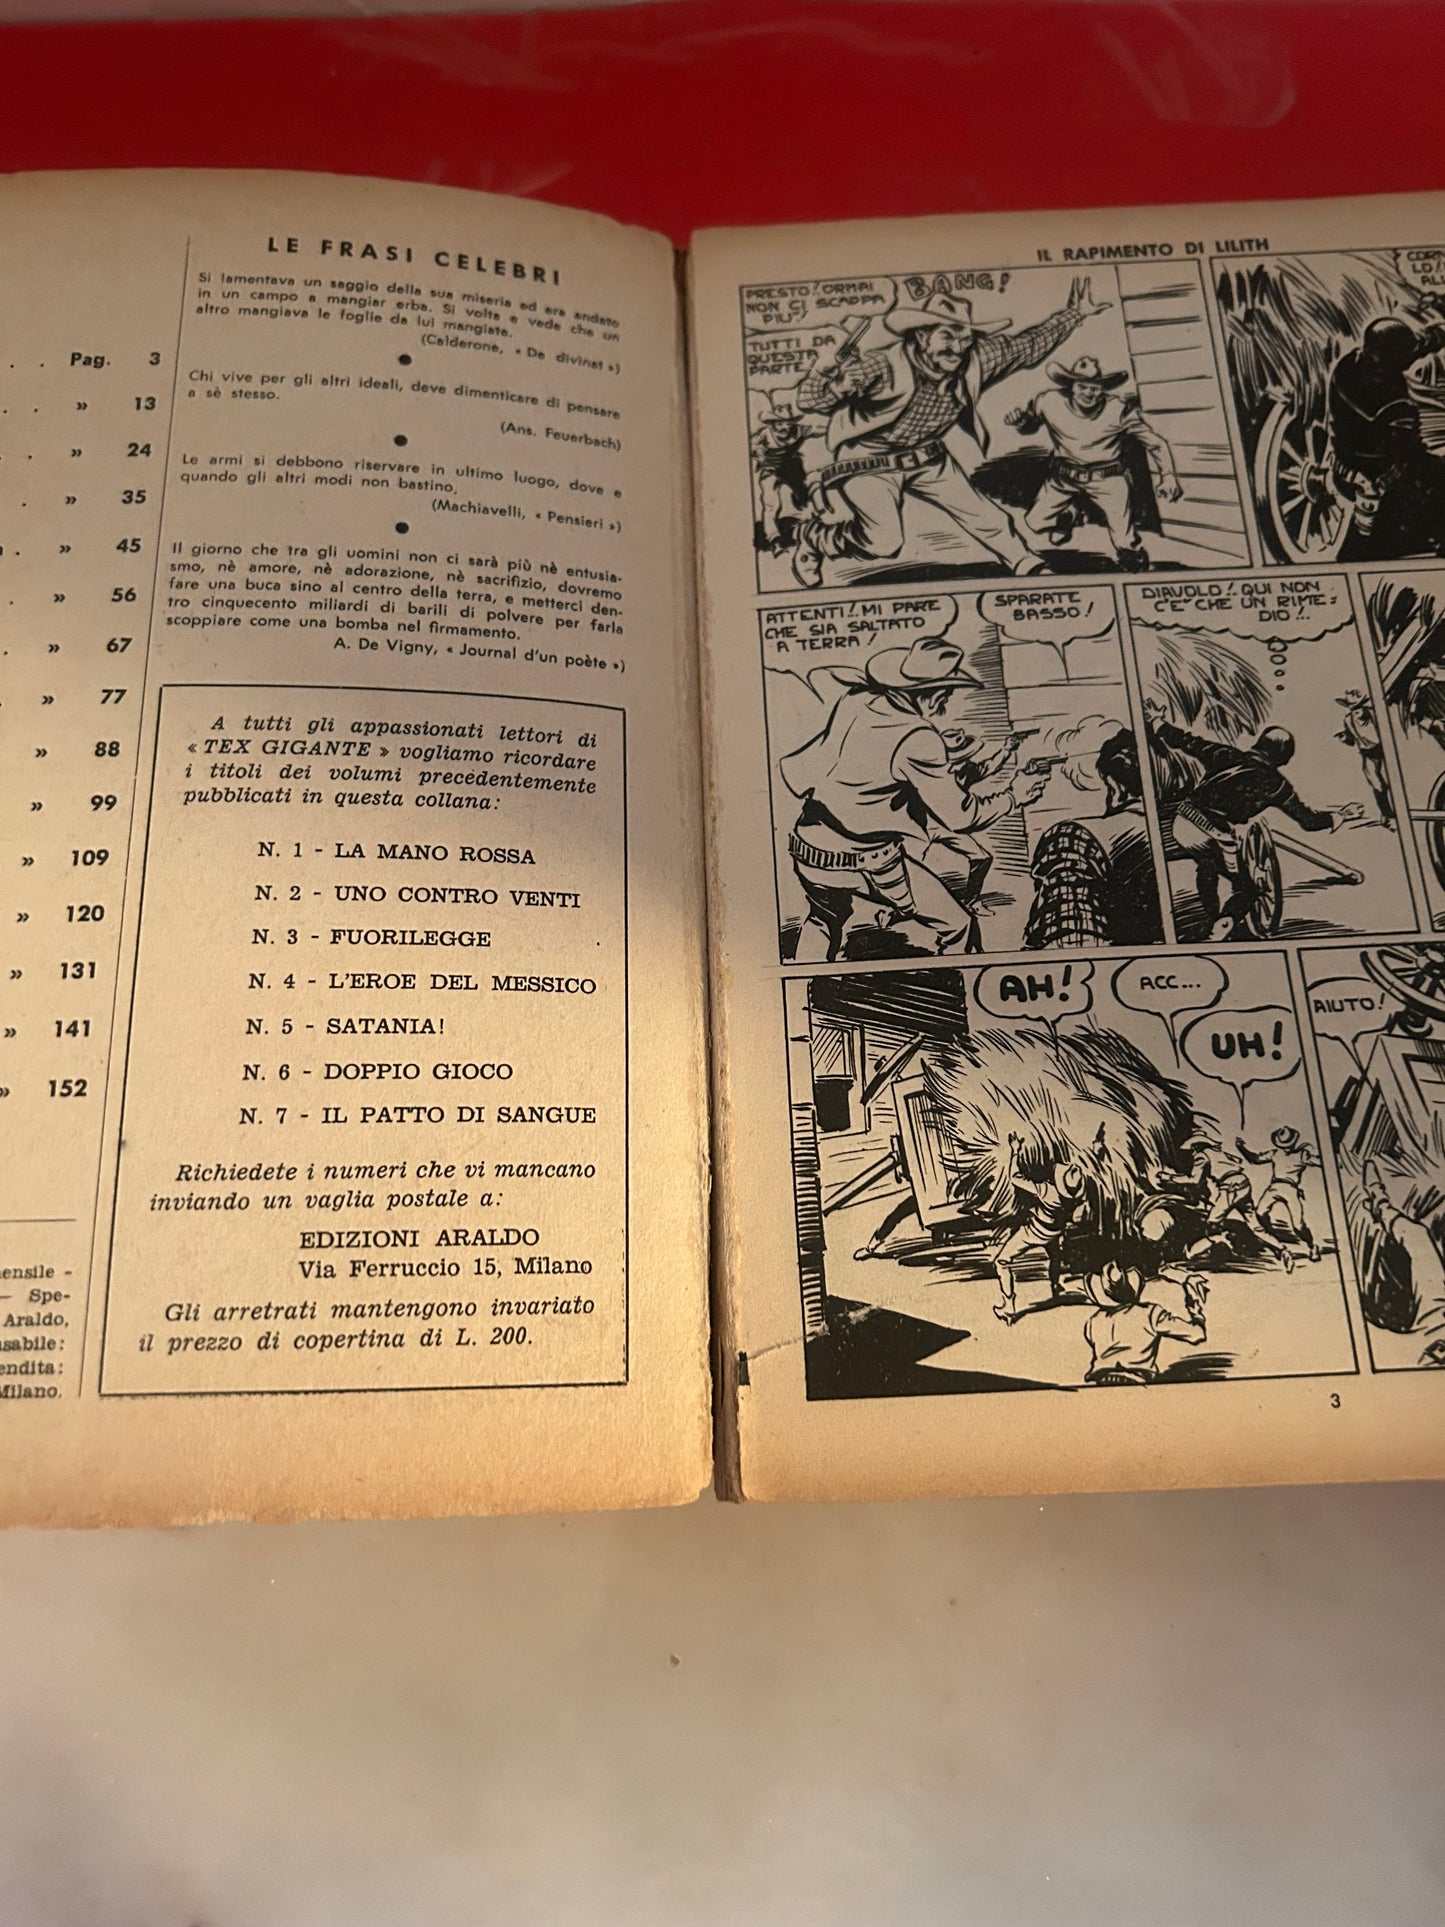 . . Pag. 3
. . » 13
. » 24
. » 35
. » 45
. » 56
. » 67
» 77
» 88
» 99
» 109
» 120
» 131
» 141
» 152
ensile -
— Spe-
Araldo,
sabile:
endita:
Milano.
LE FRASI CELEBRI
Si lamentava un saggio della sua miseria ed era andato
in un campo a mangiar erba. Si volta e vede che un
altro mangiava le foglie da lui mangiate.
(Calderone, « De divinat »)
Chi vive per gli altri ideali, deve dimenticare di pensare
a sè stesso.
(Ans. Feuerbach)
Le armi si debbono riservare in ultimo luogo, dove e
quando gli altri modi non bastino.
(Machiavelli, « Pensieri »)
Il giorno che tra gli uomini non ci sarà più nè entusia-
smo, nè amore, nè adorazione, nè sacrifizio, dovremo
fare una buca sino al centro della terra, e metterci den-
tro cinquecento miliardi di barili di polvere per farla
scoppiare come una bomba nel firmamento.
A. De Vigny, « Journal d'un poète »)
A tutti gli appassionati lettori di
« TEX GIGANTE » vogliamo ricordare
i titoli dei volumi precedentemente
pubblicati in questa collana:
N. 1 - LA MANO ROSSA
N. 2 - UNO CONTRO VENTI
N. 3 - FUORILEGGE
N. 4 - L'EROE DEL MESSICO
N. 5 - SATANIA!
N. 6 - DOPPIO GIOCO
N. 7 - IL PATTO DI SANGUE
Richiedete i numeri che vi mancano
inviando un vaglia postale a:
EDIZIONI ARALDO
Via Ferruccio 15, Milano
Gli arretrati mantengono invariato
il prezzo di copertina di L. 200.
IL RAPIMENTO DI LILITH
PRESTO! ORMAI
NON CI SCAPPA
PIU'!
BANG!
TUTTI DA
QUESTA
PARTE!
ATTENTI! MI PARE
CHE SIA SALTATO
A TERRA!
SPARATE
BASSO!
DIAVOLO! QUI NON
C'E' CHE UN RIME=
DIO!..
AH!
ACC...
UH!
AIUTO!
3